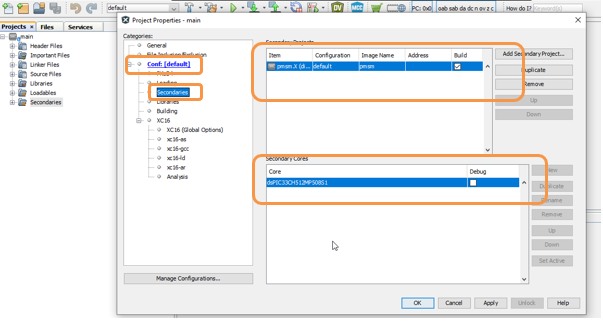 default
PC: 0x0
oab sab da dc n ov z c
How do I?
DV
MCC
Projects ×
Files
Services
main
Header Files
Important Files
Linker Files
Source Files
Libraries
Loadables
Secondaries
Project Properties - main
Categories:
General
File Inclusion/Exclusion
Conf: [default]
Loading
Secondaries
Libraries
Building
XC16
XC16 (Global Options)
xc16-as
xc16-gcc
xc16-ld
xc16-ar
Analysis
Manage Configurations...
Secondary Projects
Item Configuration Image Name Address Build
pmsm.X (di... default pmsm
Add Secondary Project...
Duplicate
Remove
Up
Down
Secondary Cores
Core Debug
dsPIC33CH512MP508S1
New
Duplicate
Rename
Remove
Up
Down
Set Active
OK
Cancel
Apply
Unlock
Help